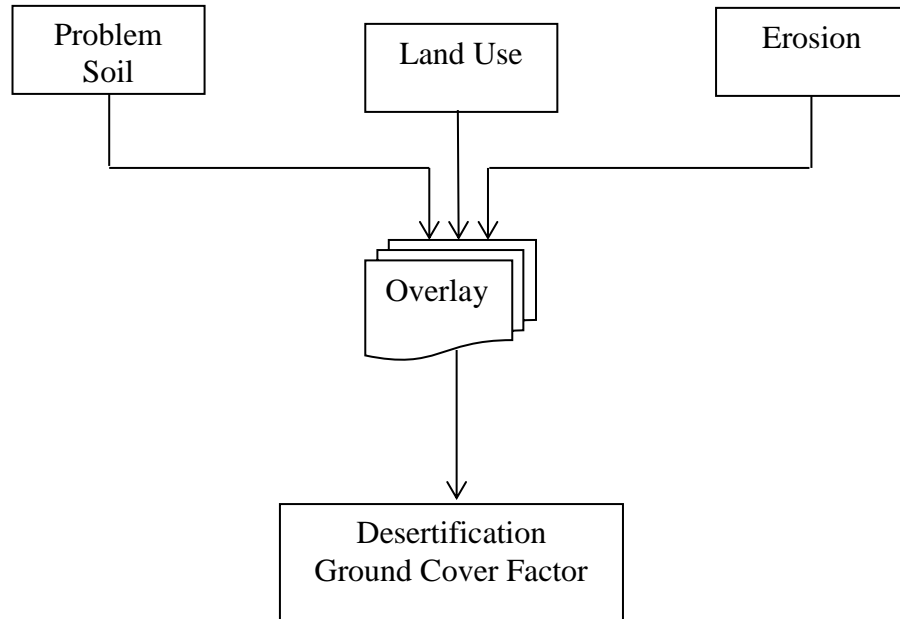 Problem
Soil
Land Use
Erosion
Overlay
Desertification
Ground Cover Factor